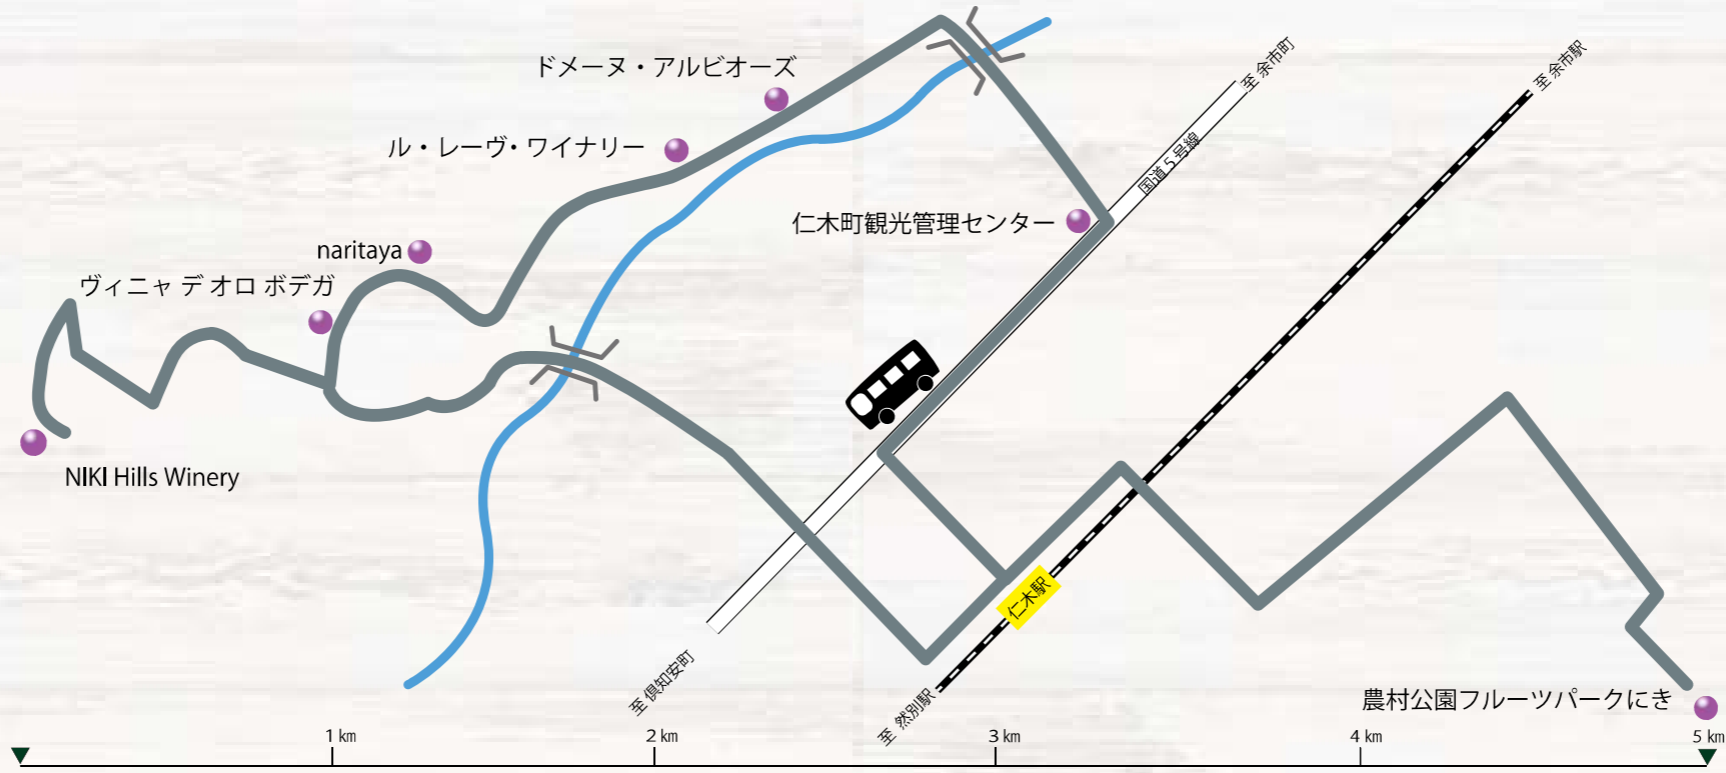 ドメーヌ・アルビオーズ
ル・レーヴ・ワイナリー
naritaya
ヴィニャ デ オロ ボデガ
NIKI Hills Winery
至 余市町
国道5号線
至 余市駅
仁木町観光管理センター
仁木駅
至 倶知安町
至 然別駅
農村公園フルーツパークにき
1 km
2 km
3 km
4 km
5 km